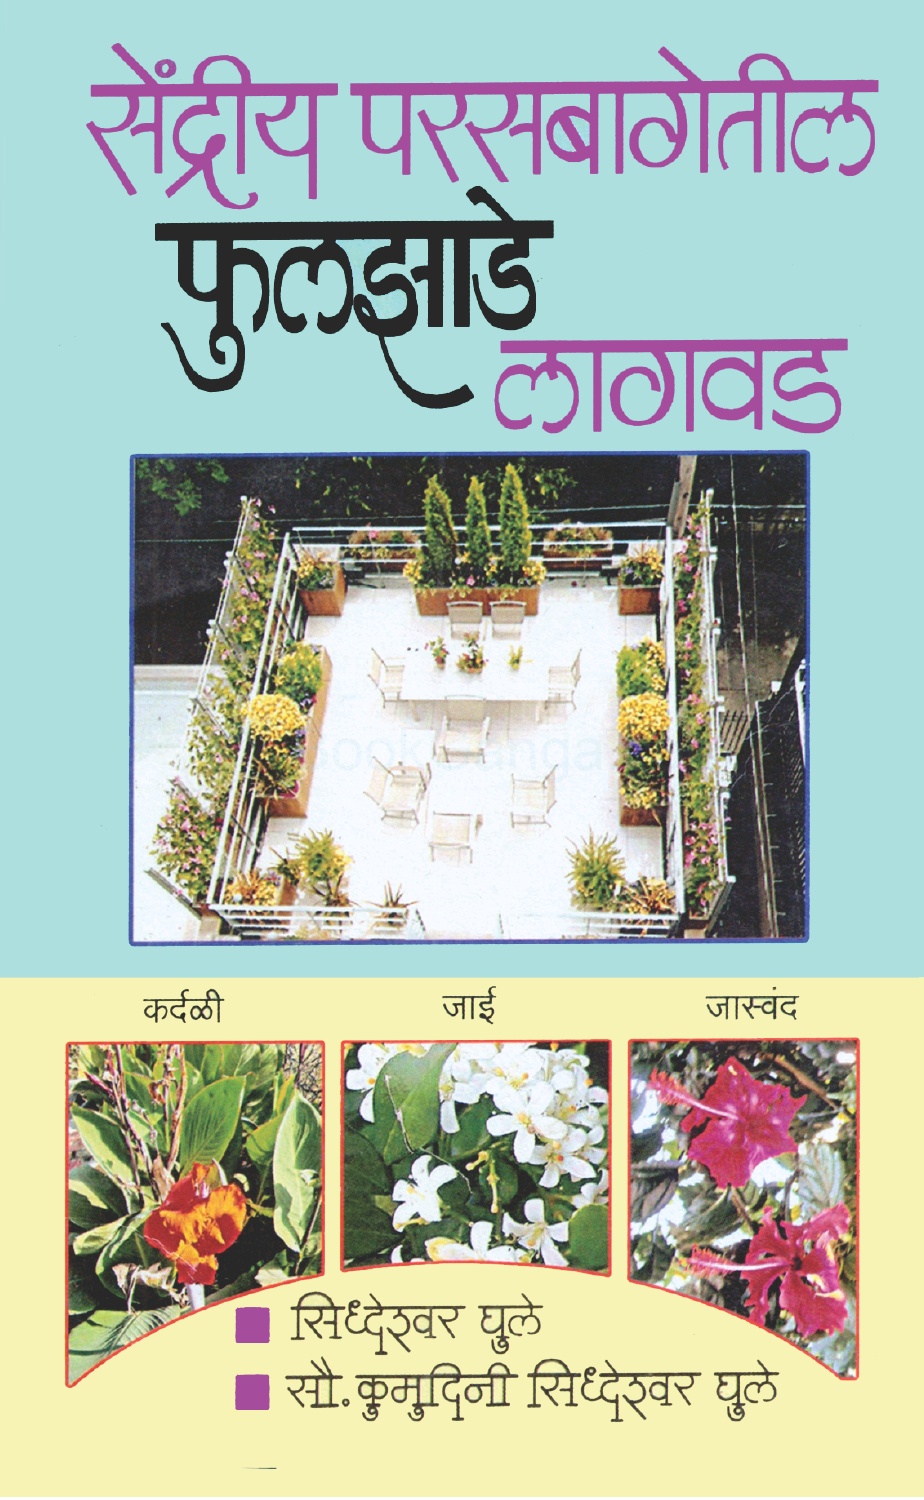 सेंद्रीय परसबागेतील
फुलझाडे
लागवड
कर्दळी
जाई
जास्वंद
सिध्देश्वर घुले
सौ.कुमुदिनी सिध्देश्वर घुले